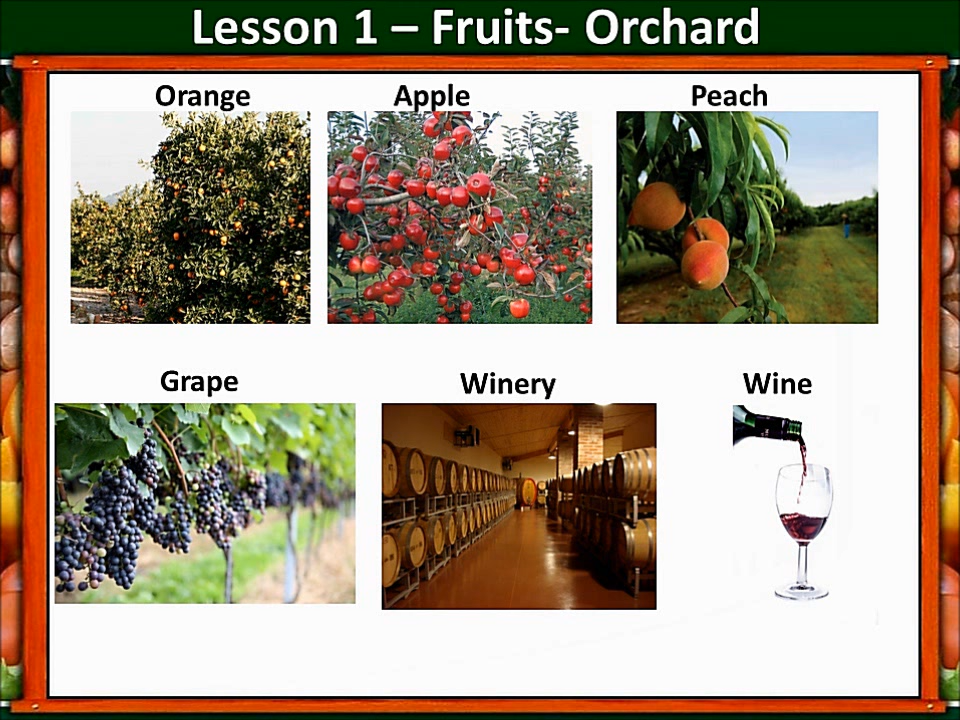 Lesson 1 – Fruits- Orchard
Orange Apple Peach
Grape Winery Wine